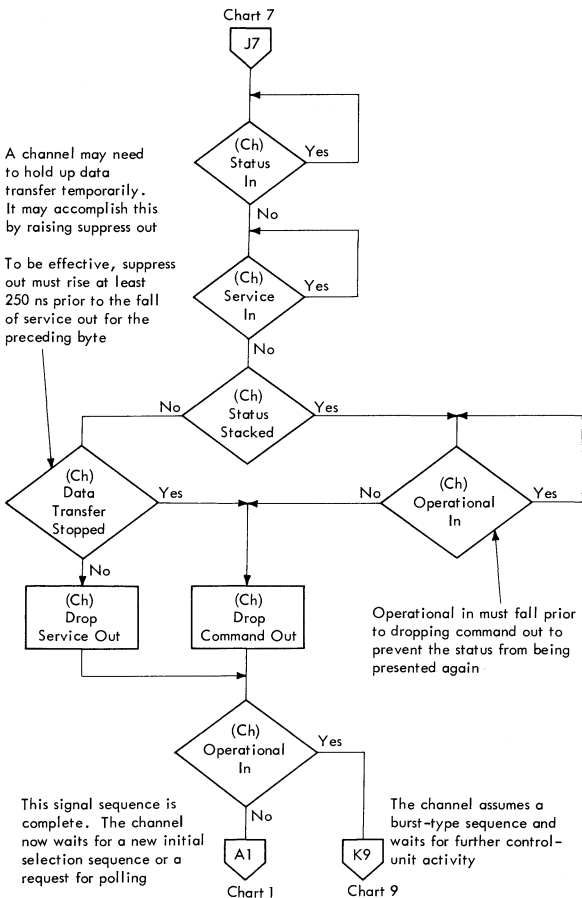 Chart 7
J7
(Ch)
Status
In
Yes
No
A channel may need
to hold up data
transfer temporarily.
It may accomplish this
by raising suppress out
To be effective, suppress
out must rise at least
250 ns prior to the fall
of service out for the
preceding byte
(Ch)
Service
In
Yes
No
(Ch)
Status
Stacked
No
Yes
(Ch)
Data
Transfer
Stopped
Yes
No
(Ch)
Operational
In
No
Yes
(Ch)
Drop
Service Out
(Ch)
Drop
Command Out
Operational in must fall prior
to dropping command out to
prevent the status from being
presented again
(Ch)
Operational
In
Yes
No
This signal sequence is
complete. The channel
now waits for a new initial
selection sequence or a
request for polling
A1
Chart 1
K9
Chart 9
The channel assumes a
burst-type sequence and
waits for further control-
unit activity